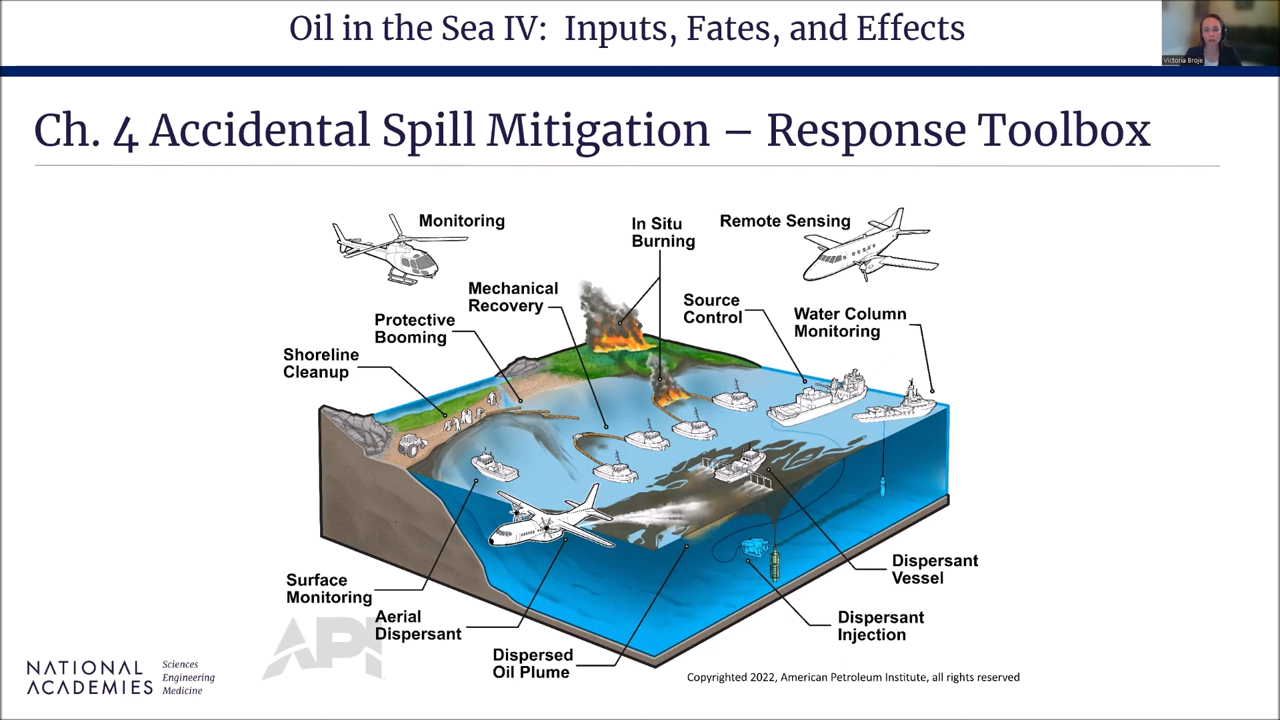 Oil in the Sea IV: Inputs, Fates, and Effects
Victoria Broje
Ch. 4 Accidental Spill Mitigation – Response Toolbox
Monitoring
In Situ
Burning
Remote Sensing
Mechanical
Recovery
Source
Control
Water Column
Monitoring
Protective
Booming
Shoreline
Cleanup
Dispersant
Vessel
Surface
Monitoring
Aerial
Dispersant
Dispersant
Injection
Dispersed
Oil Plume
API
NATIONAL
ACADEMIES
Sciences
Engineering
Medicine
Copyrighted 2022, American Petroleum Institute, all rights reserved